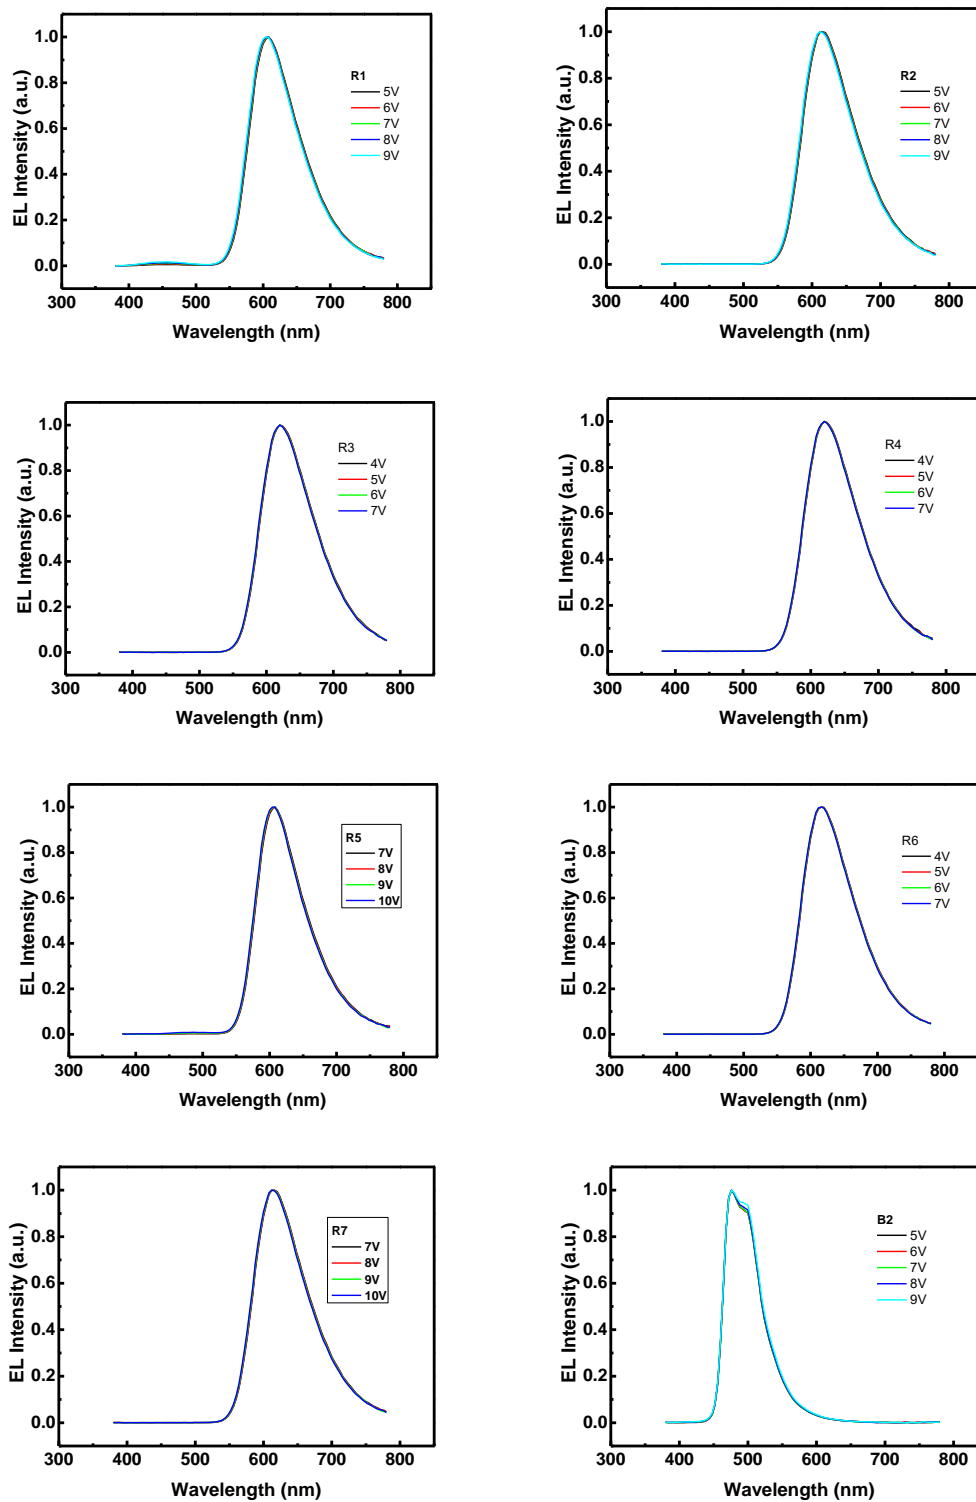 EL Intensity (a.u.)
1.0
0.8
0.6
0.4
0.2
0.0
R1
5V
6V
7V
8V
9V
300 400 500 600 700 800
Wavelength (nm)
EL Intensity (a.u.)
1.0
0.8
0.6
0.4
0.2
0.0
R2
5V
6V
7V
8V
9V
300 400 500 600 700 800
Wavelength (nm)
EL Intensity (a.u.)
1.0
0.8
0.6
0.4
0.2
0.0
R3
4V
5V
6V
7V
300 400 500 600 700 800
Wavelength (nm)
EL Intensity (a.u.)
1.0
0.8
0.6
0.4
0.2
0.0
R4
4V
5V
6V
7V
300 400 500 600 700 800
Wavelength (nm)
EL Intensity (a.u.)
1.0
0.8
0.6
0.4
0.2
0.0
R5
7V
8V
9V
10V
300 400 500 600 700 800
Wavelength (nm)
EL Intensity (a.u.)
1.0
0.8
0.6
0.4
0.2
0.0
R6
4V
5V
6V
7V
300 400 500 600 700 800
Wavelength (nm)
EL Intensity (a.u.)
1.0
0.8
0.6
0.4
0.2
0.0
R7
7V
8V
9V
10V
300 400 500 600 700 800
Wavelength (nm)
EL Intensity (a.u.)
1.0
0.8
0.6
0.4
0.2
0.0
B2
5V
6V
7V
8V
9V
300 400 500 600 700 800
Wavelength (nm)